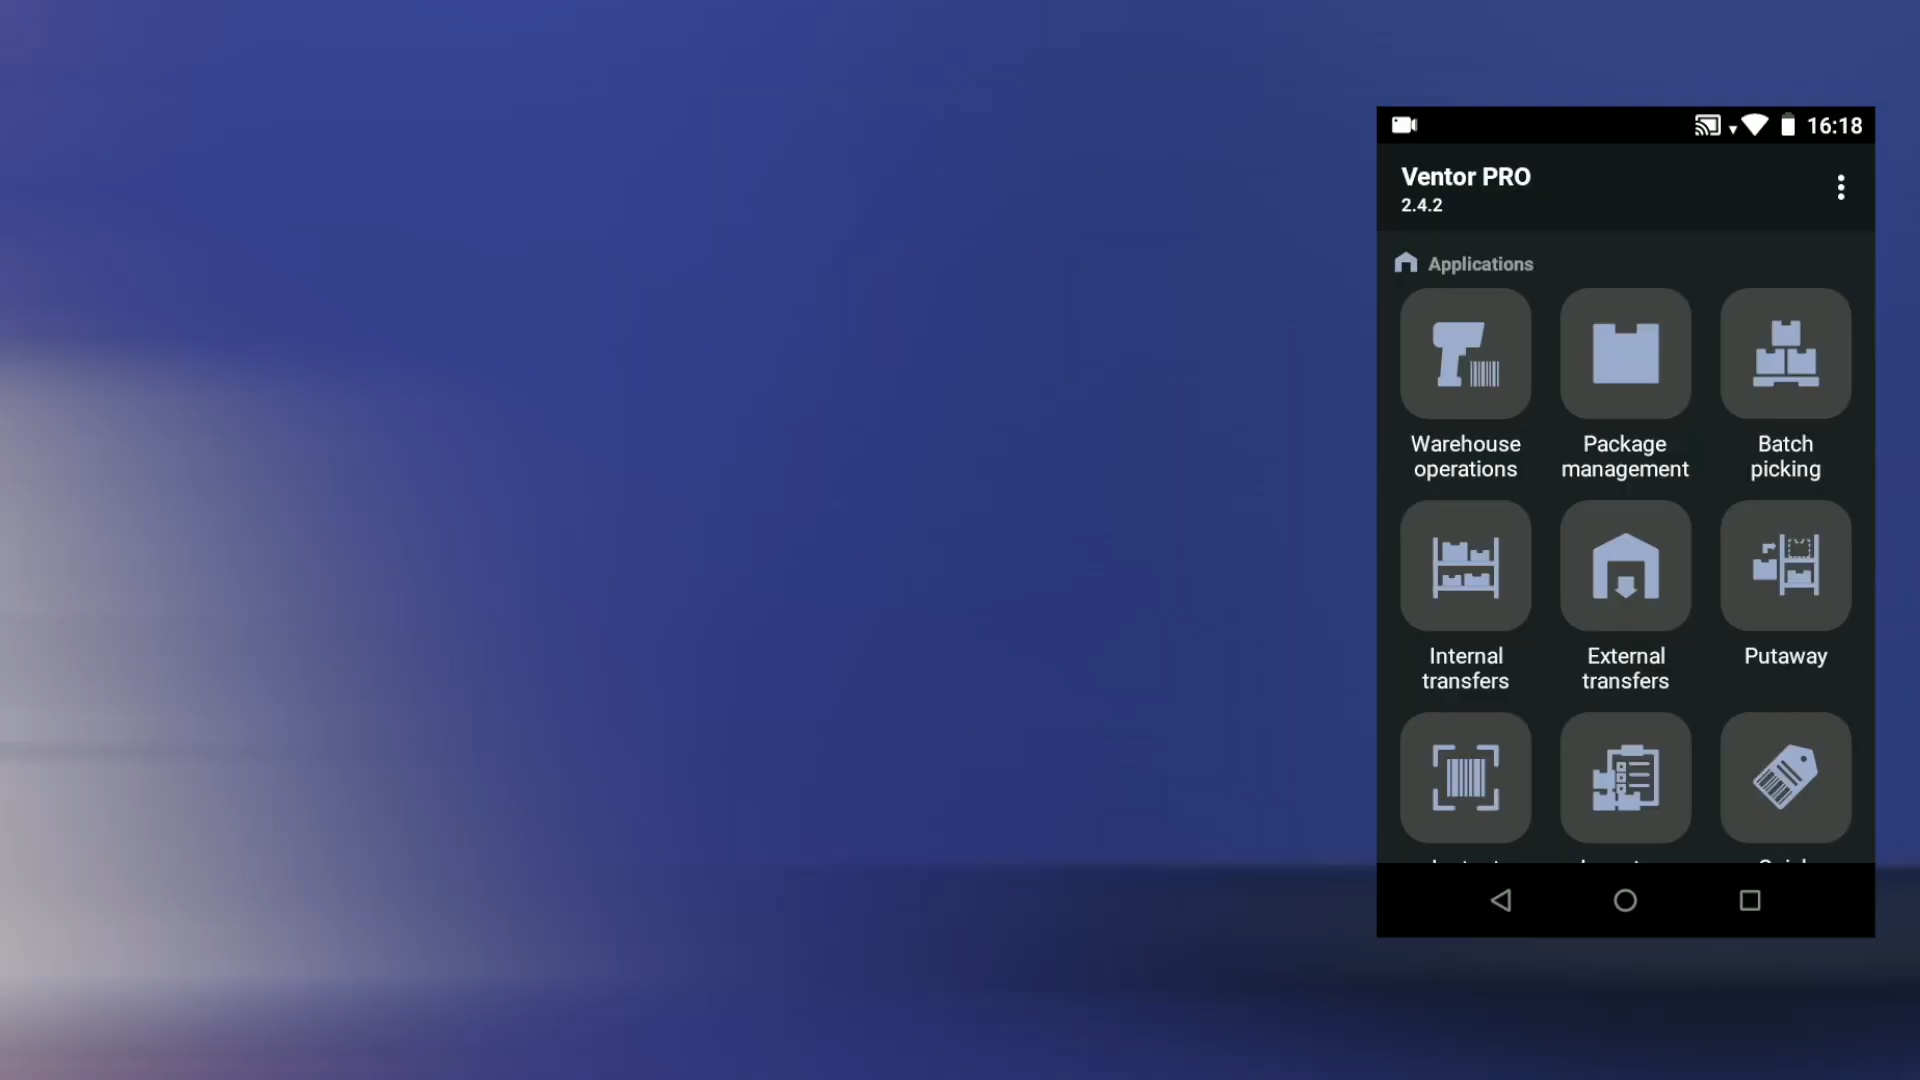 16:18
Ventor PRO
2.4.2
Applications
Warehouse operations
Package management
Batch picking
Internal transfers
External transfers
Putaway